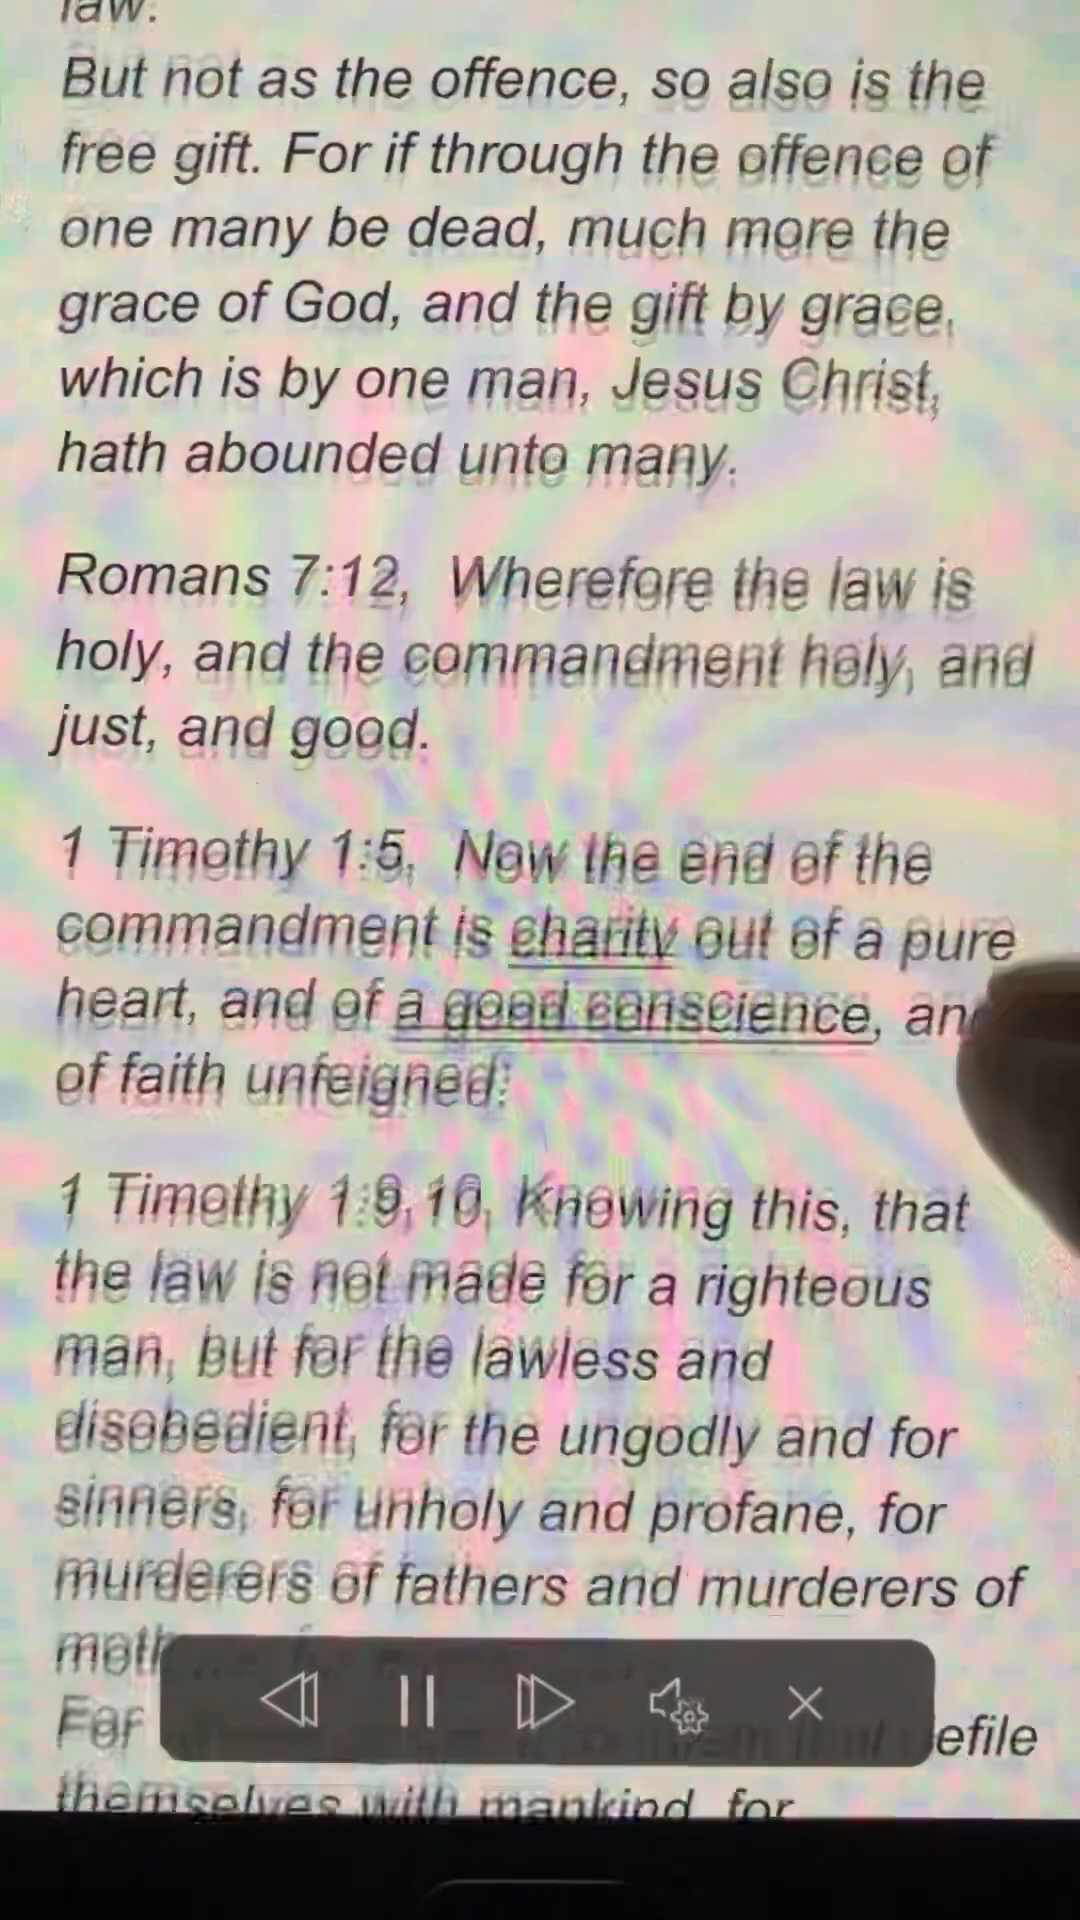 law.
But not as the offence, so also is the
free gift. For if through the offence of
one many be dead, much more the
grace of God, and the gift by grace,
which is by one man, Jesus Christ,
hath abounded unto many.
Romans 7:12, Wherefore the law is
holy, and the commandment holy, and
just, and good.
1 Timothy 1:5, Now the end of the
commandment is charity out of a pure
heart, and of a good conscience, an
of faith unfeigned:
1 Timothy 1:9,10, Knowing this, that
the law is not made for a righteous
man, but for the lawless and
disobedient, for the ungodly and for
sinners, for unholy and profane, for
murderers of fathers and murderers of
moth
For efile
themselves with mankind, for